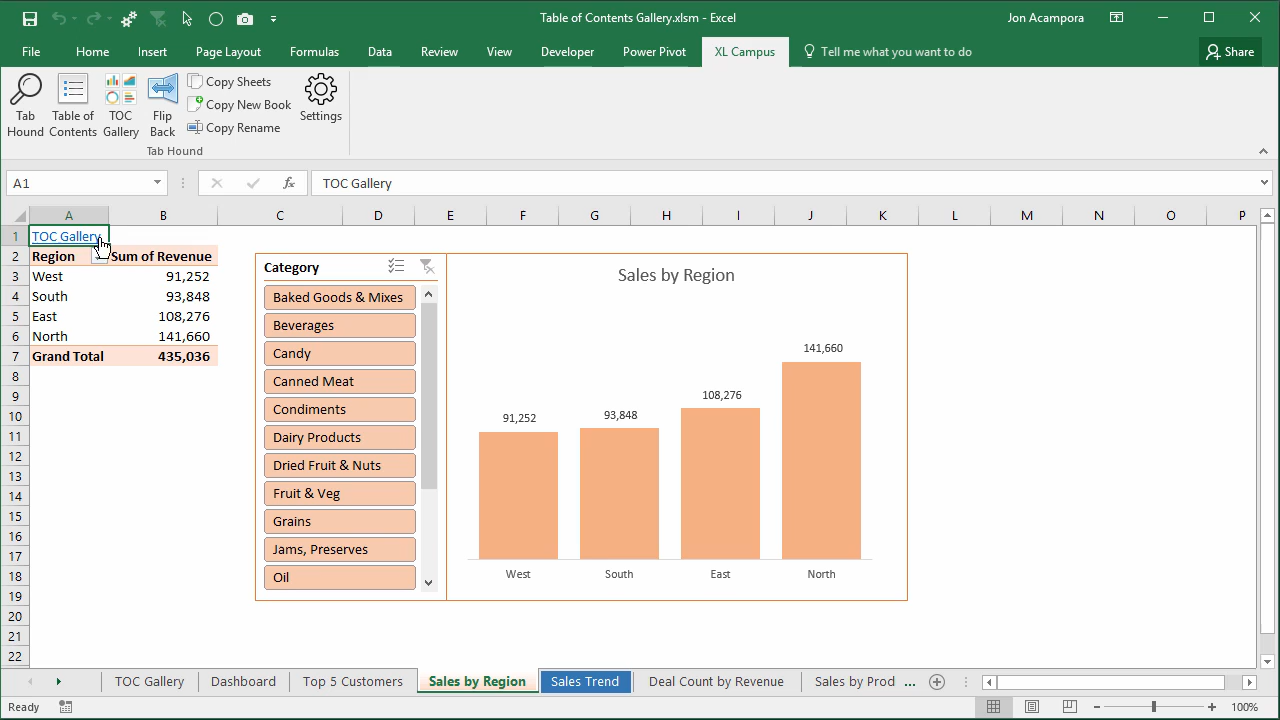 Table of Contents Gallery.xlsm - Excel
Jon Acampora
File Home Insert Page Layout Formulas Data Review View Developer Power Pivot XL Campus Tell me what you want to do Share
Tab Hound
Table of Contents
TOC Gallery
Flip Back
Copy Sheets
Copy New Book
Copy Rename
Settings
Tab Hound
A1 fx TOC Gallery
A B C D E F G H I J K L M N O P
1 TOC Gallery
2 Region Sum of Revenue
3 West 91,252
4 South 93,848
5 East 108,276
6 North 141,660
7 Grand Total 435,036
8
9
10
11
12
13
14
15
16
17
18
19
20
21
22
Category
Baked Goods & Mixes
Beverages
Candy
Canned Meat
Condiments
Dairy Products
Dried Fruit & Nuts
Fruit & Veg
Grains
Jams, Preserves
Oil
Sales by Region
91,252 93,848 108,276 141,660
West South East North
TOC Gallery Dashboard Top 5 Customers Sales by Region Sales Trend Deal Count by Revenue Sales by Prod ...
Ready 100%